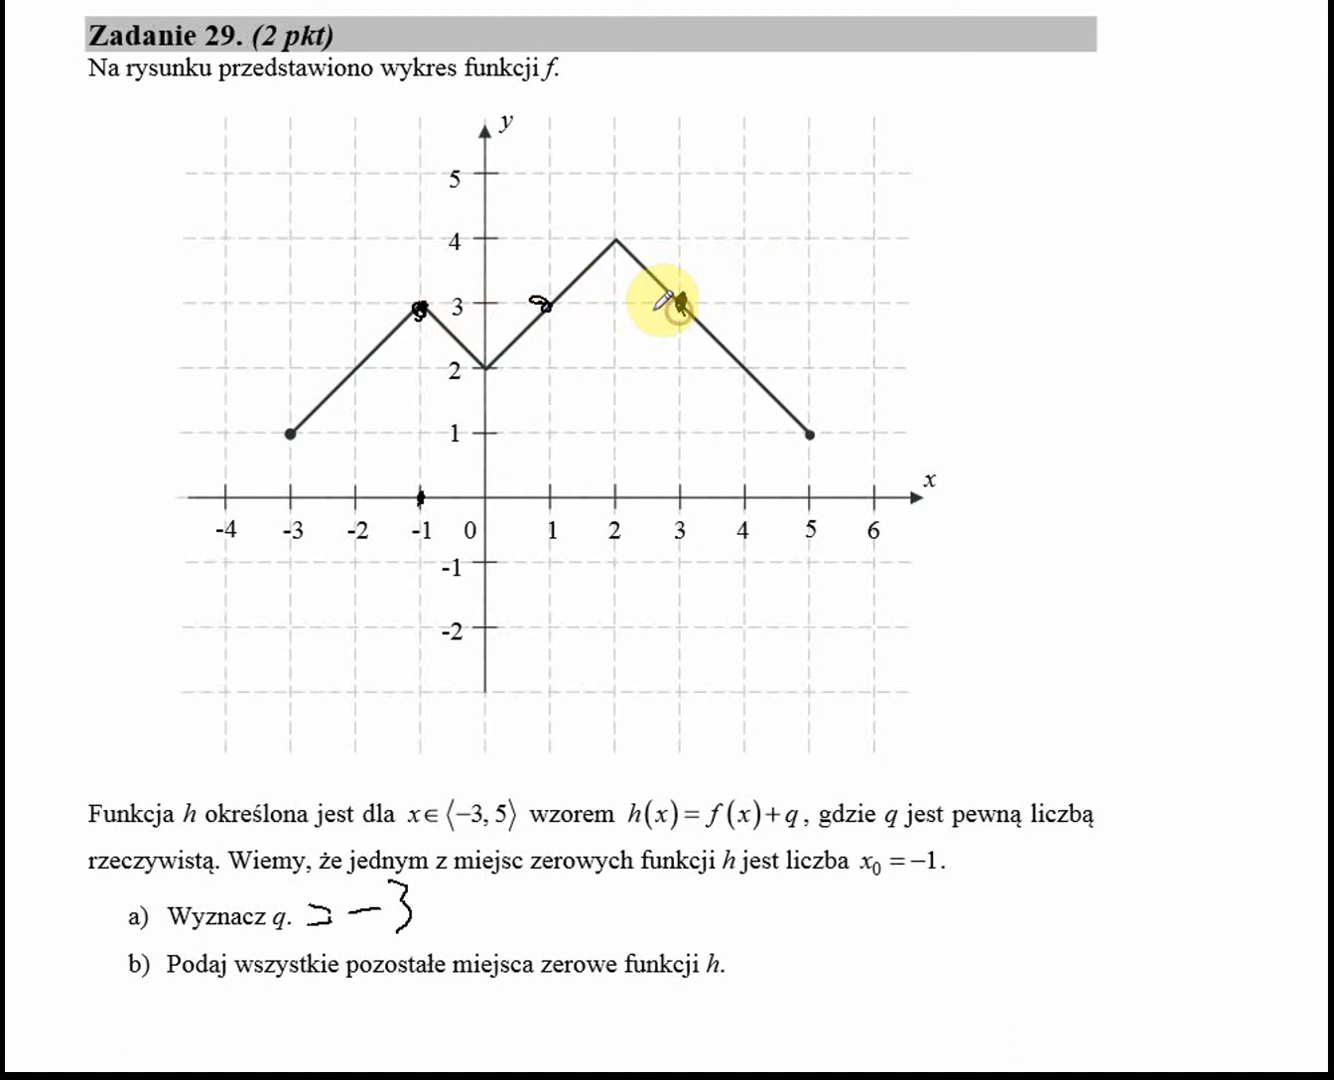 Zadanie 29. (2 pkt)
Na rysunku przedstawiono wykres funkcji f.
y
5
4
3
2
1
x
-4 -3 -2 -1 0 1 2 3 4 5 6
-1
-2
Funkcja h określona jest dla x∈⟨−3, 5⟩ wzorem h(x) = f(x)+q, gdzie q jest pewną liczbą
rzeczywistą. Wiemy, że jednym z miejsc zerowych funkcji h jest liczba x₀ = −1.
a) Wyznacz q. = -3
b) Podaj wszystkie pozostałe miejsca zerowe funkcji h.